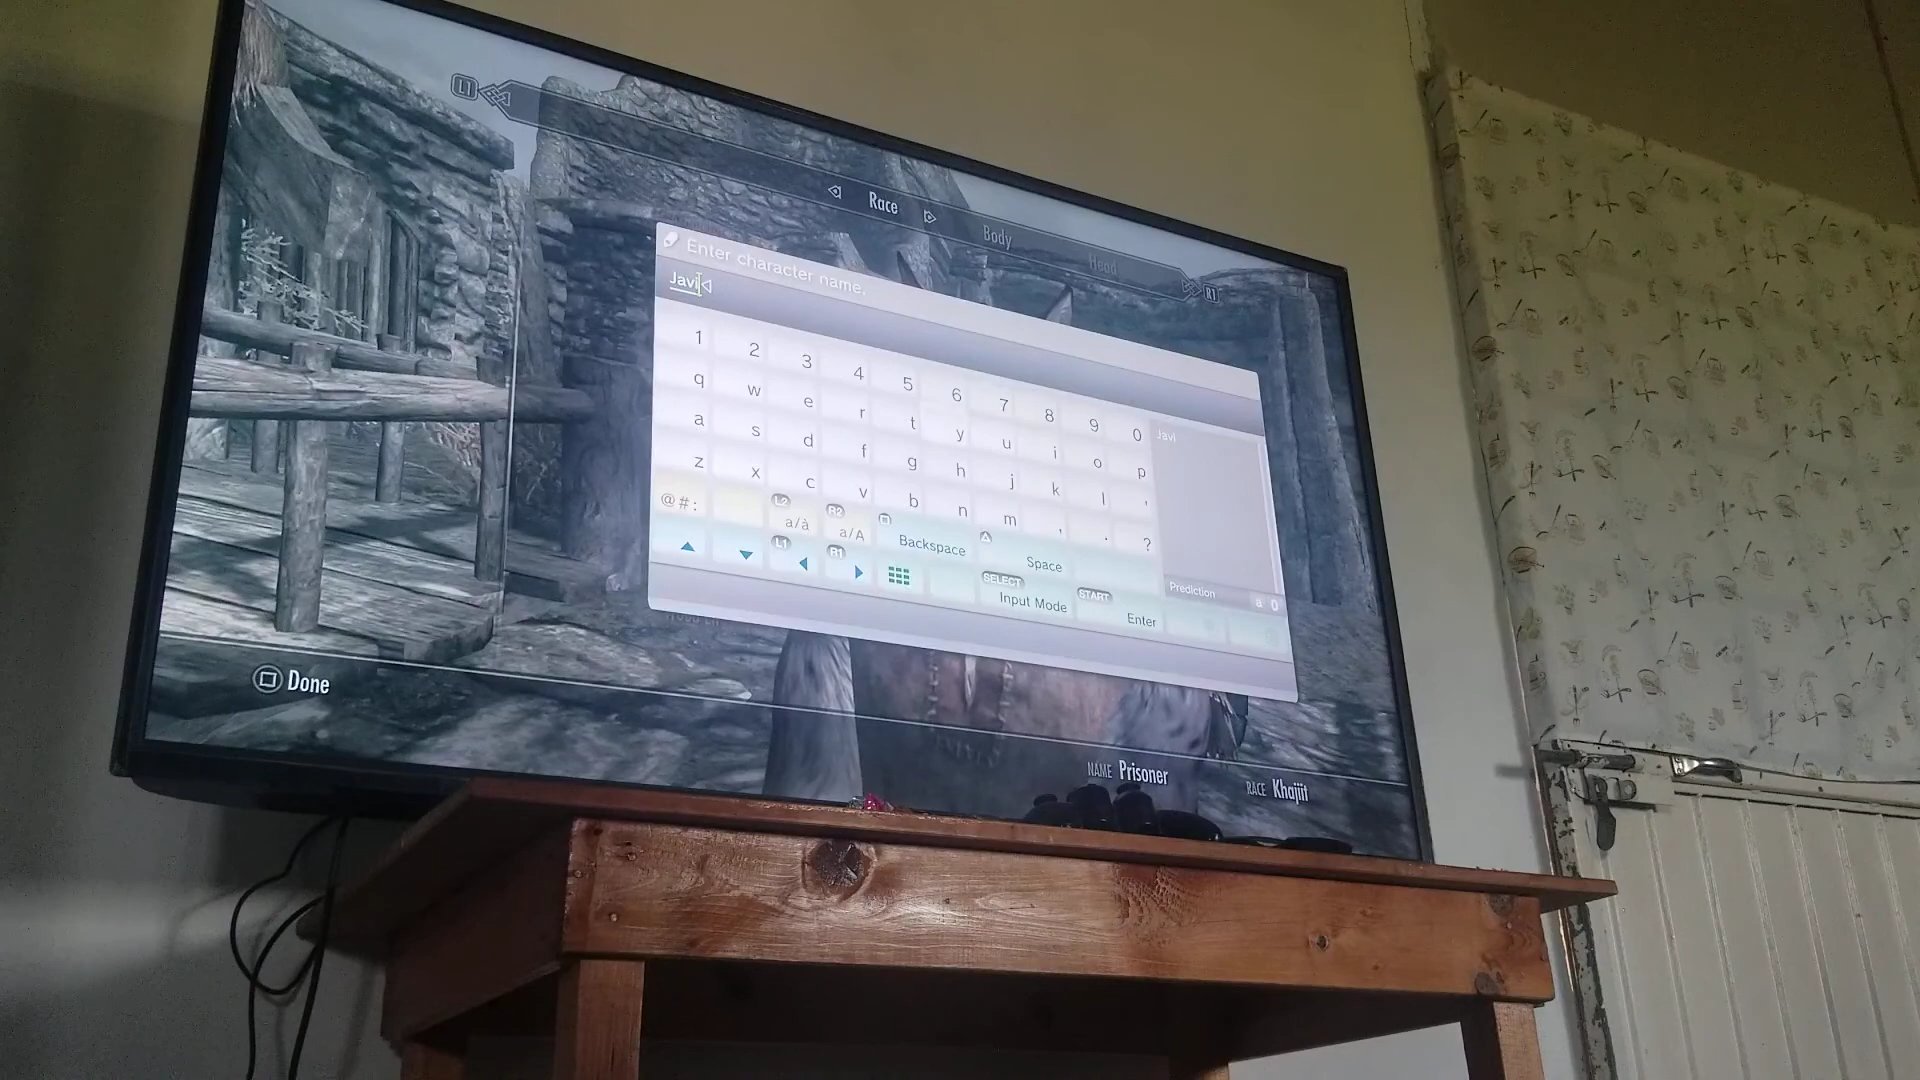 L1
Race
Body
Head
R1
Enter character name.
Javi
1 2 3 4 5 6 7 8 9 0
q w e r t y u i o p
a s d f g h j k l '
z x c v b n m , . ?
Javi
@#:
L2
a/à
R2
a/A
Backspace
Space
L1
R1
SELECT
Input Mode
START
Enter
Prediction
a 0
Done
NAME Prisoner
RACE Khajiit